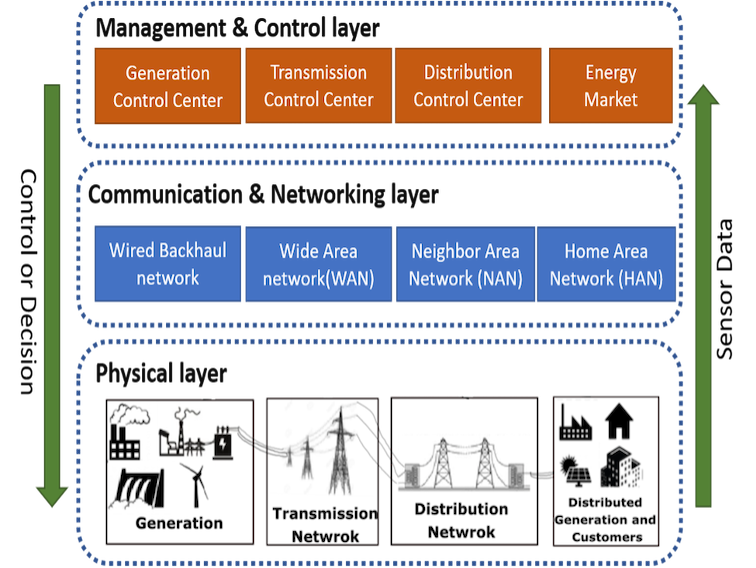 Management & Control layer
Generation
Control Center
Transmission
Control Center
Distribution
Control Center
Energy
Market
Control or Decision
Sensor Data
Communication & Networking layer
Wired Backhaul
network
Wide Area
network(WAN)
Neighbor Area
Network (NAN)
Home Area
Network (HAN)
Physical layer
Generation
Transmission
Netwrok
Distribution
Netwrok
Distributed
Generation and
Customers